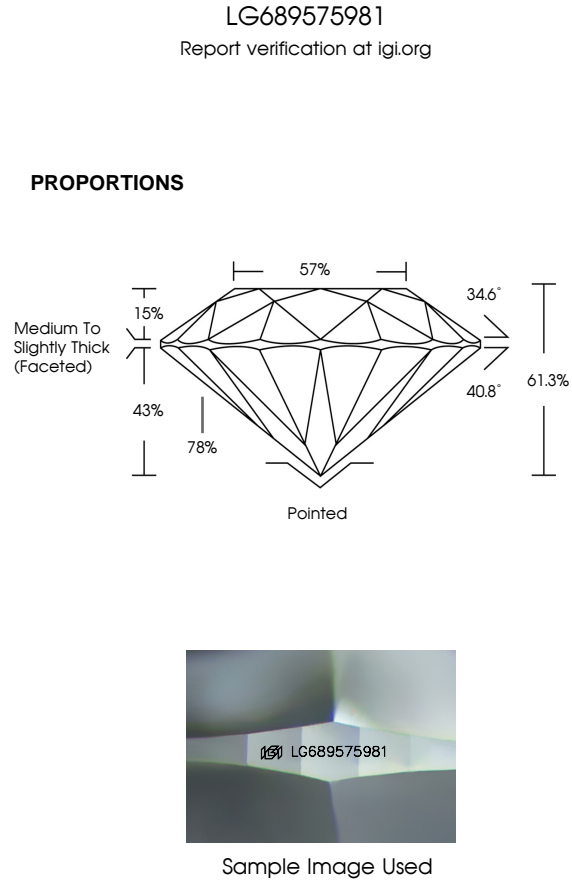 LG689575981
Report verification at igi.org
PROPORTIONS
57%
15%
34.6°
Medium To
Slightly Thick
(Faceted)
61.3%
40.8°
43%
78%
Pointed
IGI LG689575981
Sample Image Used